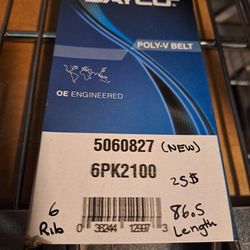 DAYCO
POLY-V BELT
OE ENGINEERED
5060827 (NEW)
6PK2100
25$
6 Rib
0 38244 12997 3
86.5 Length